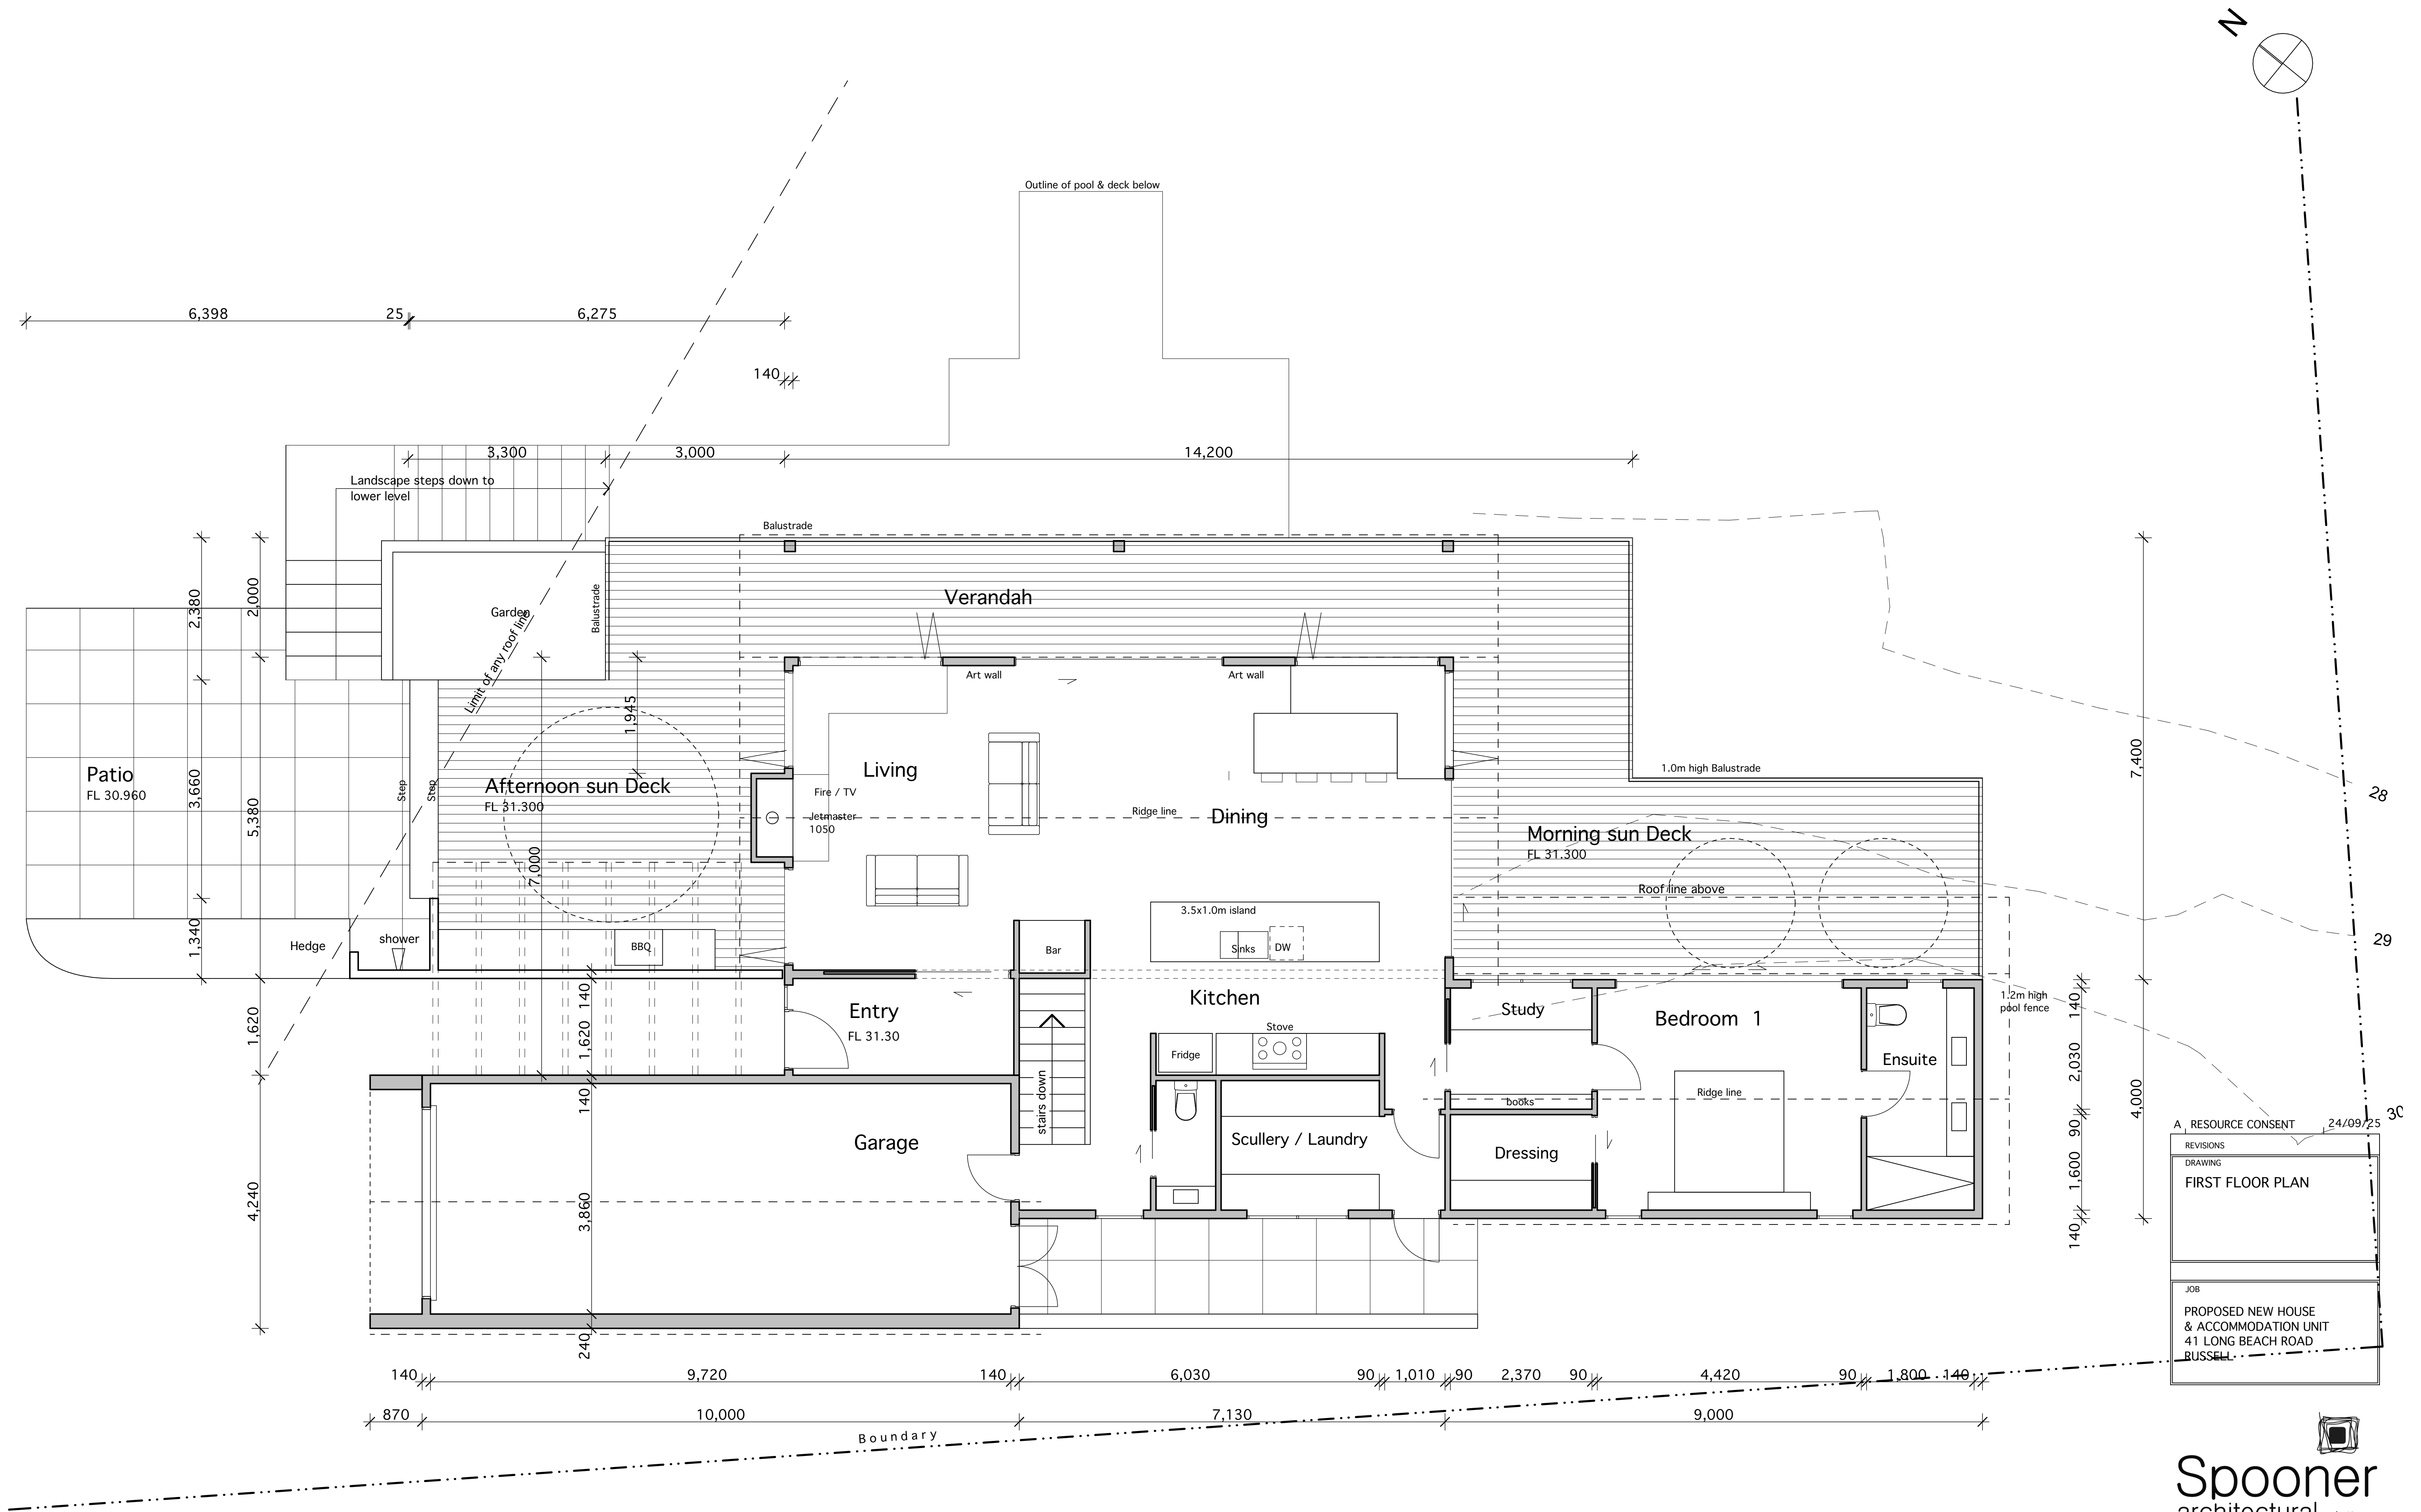 N
Outline of pool & deck below
6,398
25
6,275
140
3,300
3,000
14,200
Landscape steps down to
lower level
Balustrade
2,380
2,000
Garden
Balustrade
Verandah
Limit of any roof line
Art wall
Art wall
1,945
7,400
Patio
FL 30.960
3,660
5,380
Step
Step
Afternoon sun Deck
FL 31.300
7,000
Living
Fire / TV
Jetmaster
1050
Ridge line
Dining
1.0m high Balustrade
28
Morning sun Deck
FL 31.300
Roof line above
29
3.5x1.0m island
Sinks
DW
Hedge
shower
1,340
BBQ
Bar
Kitchen
Entry
FL 31.30
140
1,620
1,620
140
Study
Bedroom 1
1.2m high
pool fence
140
2,030
Stove
Fridge
Ensuite
stairs down
books
Ridge line
4,000
30
Garage
Scullery / Laundry
Dressing
90
1,600
140
4,240
3,860
240
A RESOURCE CONSENT 24/09/25
REVISIONS
DRAWING
FIRST FLOOR PLAN
JOB
PROPOSED NEW HOUSE
& ACCOMMODATION UNIT
41 LONG BEACH ROAD
RUSSELL
140
9,720
140
6,030
90
1,010
90
2,370
90
4,420
90
1,800
140
870
10,000
7,130
9,000
Boundary
Spooner
architectural